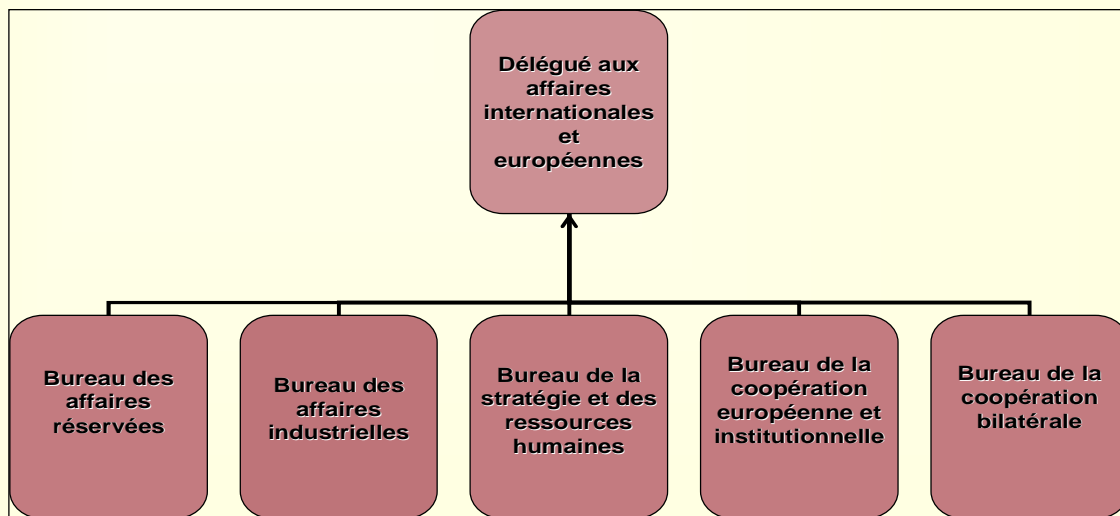 Délégué aux
affaires
internationales
et
européennes
Bureau des
affaires
réservées
Bureau des
affaires
industrielles
Bureau de la
stratégie et des
ressources
humaines
Bureau de la
coopération
européenne et
institutionnelle
Bureau de la
coopération
bilatérale